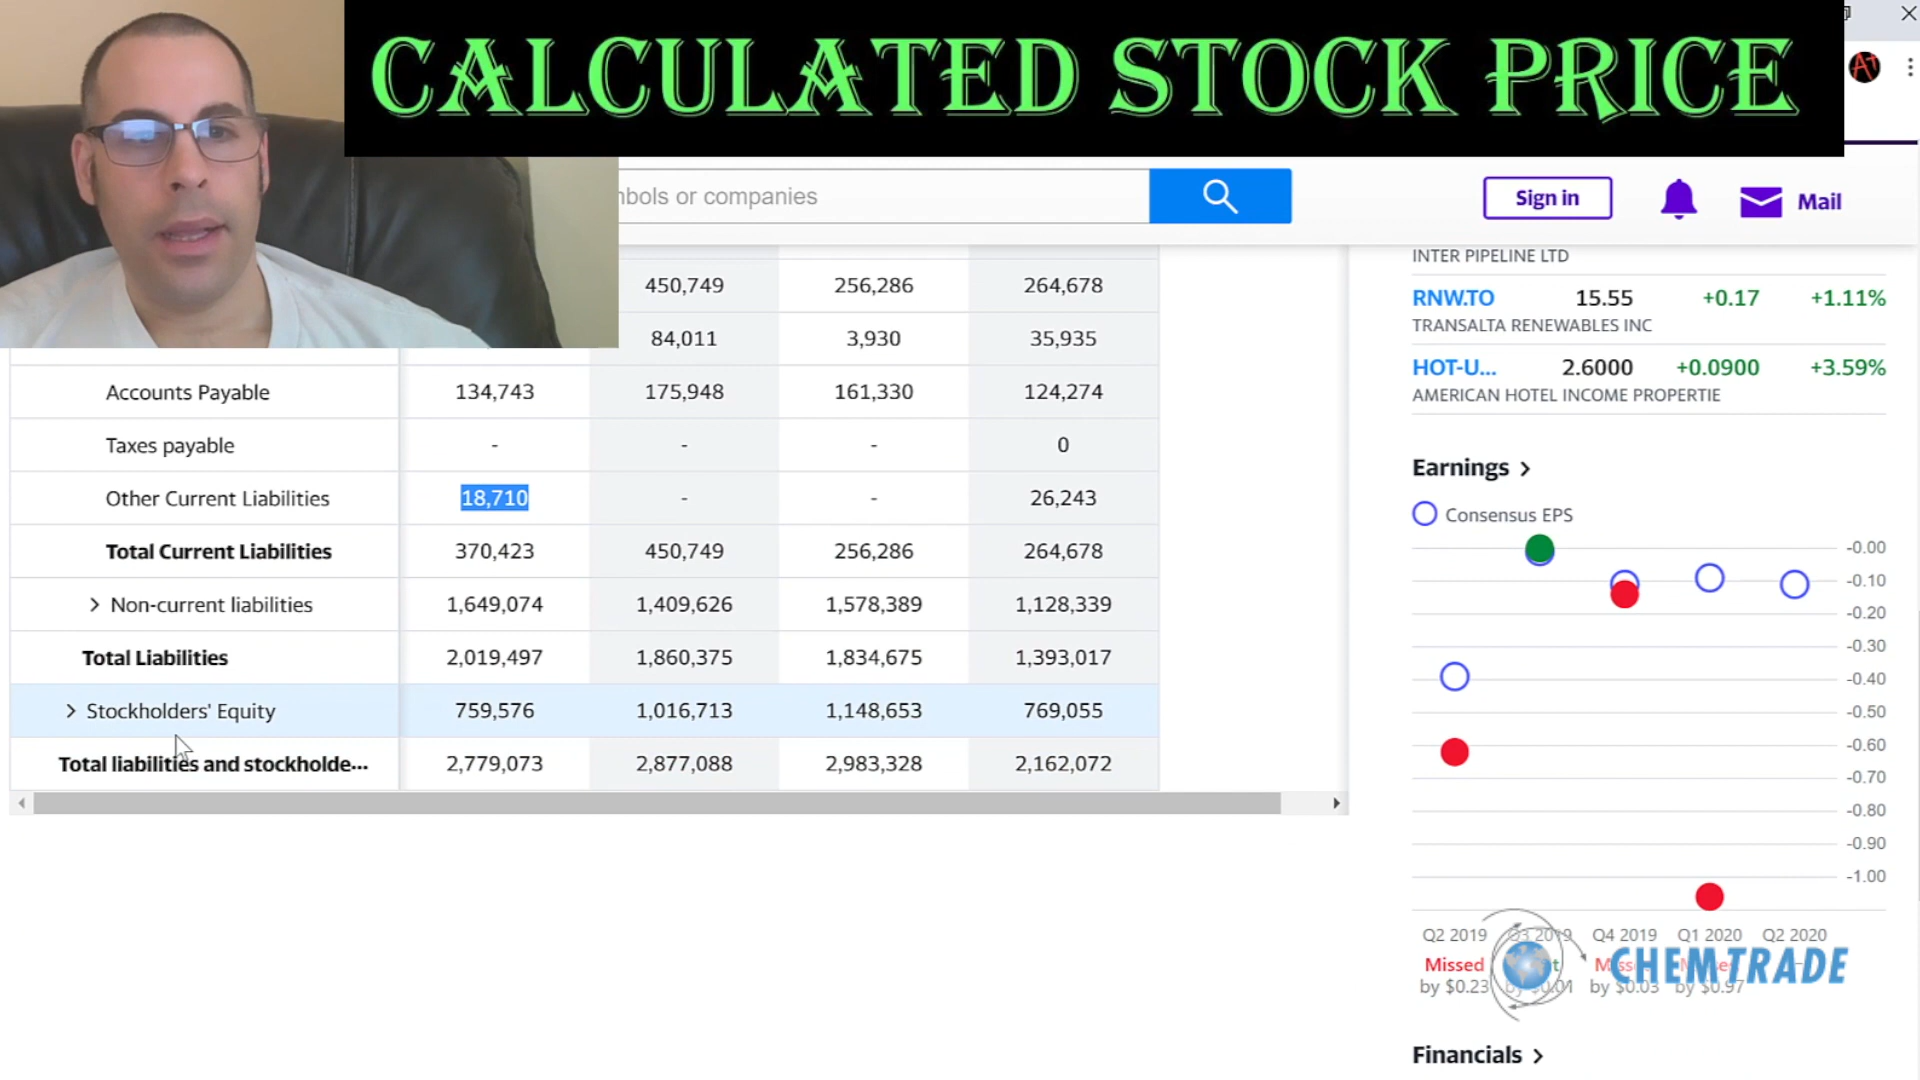 CALCULATED STOCK PRICE
mbols or companies
Sign in
Mail
450,749 256,286 264,678
84,011 3,930 35,935
Accounts Payable 134,743 175,948 161,330 124,274
Taxes payable - - - 0
Other Current Liabilities 18,710 - - 26,243
Total Current Liabilities 370,423 450,749 256,286 264,678
> Non-current liabilities 1,649,074 1,409,626 1,578,389 1,128,339
Total Liabilities 2,019,497 1,860,375 1,834,675 1,393,017
> Stockholders' Equity 759,576 1,016,713 1,148,653 769,055
Total liabilities and stockholde... 2,779,073 2,877,088 2,983,328 2,162,072
INTER PIPELINE LTD
RNW.TO 15.55 +0.17 +1.11%
TRANSALTA RENEWABLES INC
HOT-U... 2.6000 +0.0900 +3.59%
AMERICAN HOTEL INCOME PROPERTIE
Earnings >
Consensus EPS
-0.00
-0.10
-0.20
-0.30
-0.40
-0.50
-0.60
-0.70
-0.80
-0.90
-1.00
Q2 2019 Q3 2019 Q4 2019 Q1 2020 Q2 2020
Missed
by $0.23 by $0.01 by $0.03 by $0.97
CHEMTRADE
Financials >